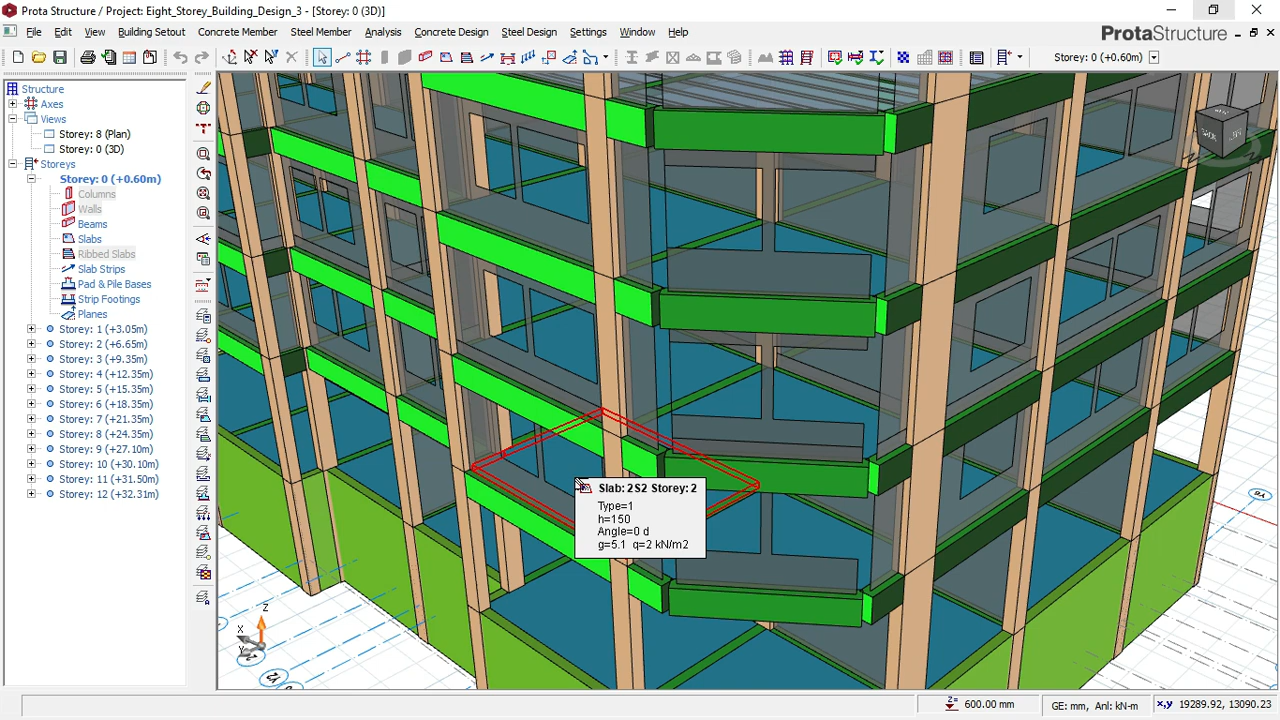 Prota Structure / Project: Eight_Storey_Building_Design_3 - [Storey: 0 (3D)]
File Edit View Building Setout Concrete Member Steel Member Analysis Concrete Design Steel Design Settings Window Help
ProtaStructure
Storey: 0 (+0.60m)
Structure
Axes
Views
Storey: 8 (Plan)
Storey: 0 (3D)
Storeys
Storey: 0 (+0.60m)
Columns
Walls
Beams
Slabs
Ribbed Slabs
Slab Strips
Pad & Pile Bases
Strip Footings
Planes
Storey: 1 (+3.05m)
Storey: 2 (+6.65m)
Storey: 3 (+9.35m)
Storey: 4 (+12.35m)
Storey: 5 (+15.35m)
Storey: 6 (+18.35m)
Storey: 7 (+21.35m)
Storey: 8 (+24.35m)
Storey: 9 (+27.10m)
Storey: 10 (+30.10m)
Storey: 11 (+31.50m)
Storey: 12 (+32.31m)
Slab: 2S2 Storey: 2
Type=1
h=150
Angle=0 d
g=5.1 q=2 kN/m2
Z
X
Y
600.00 mm
GE: mm, Anl: kN-m
x,y 19289.92, 13090.23